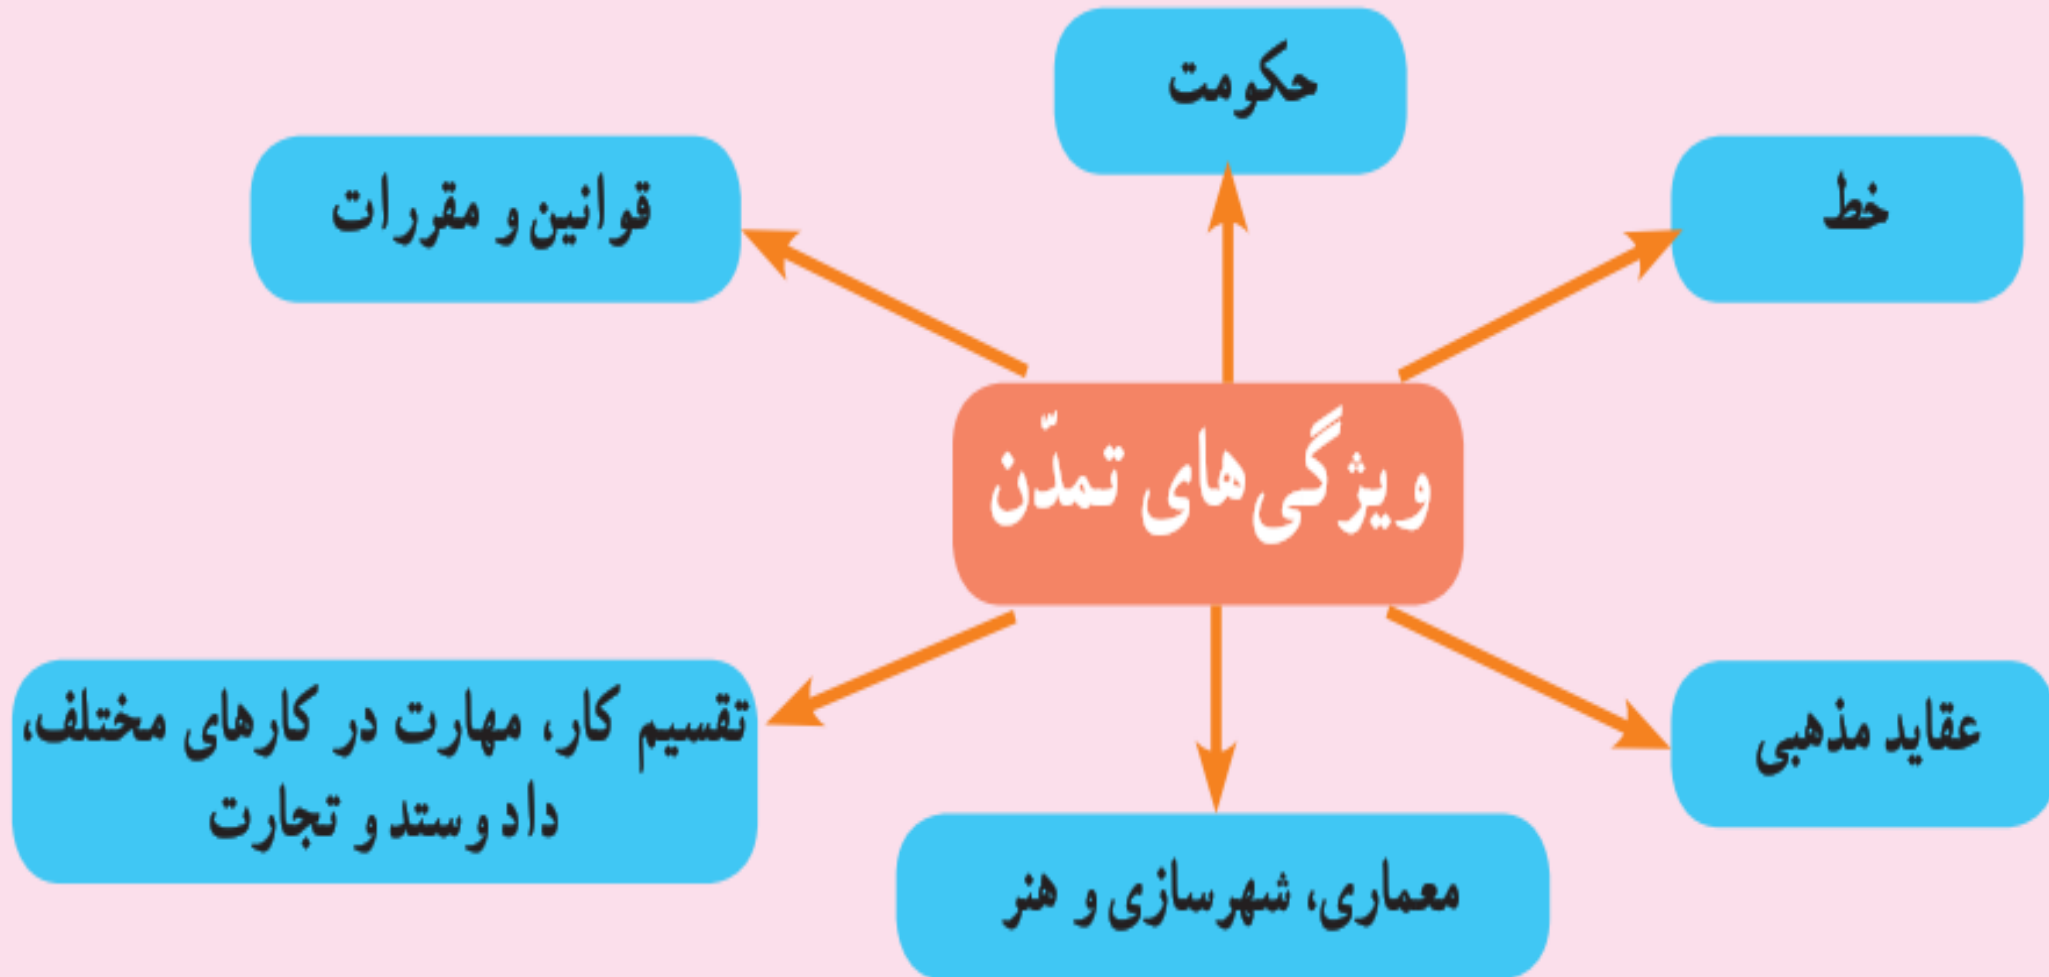 حکومت
خط
قوانین و مقررات
ویژگی‌های تمدّن
عقاید مذهبی
تقسیم کار، مهارت در کارهای مختلف،
داد و ستد و تجارت
معماری، شهرسازی و هنر